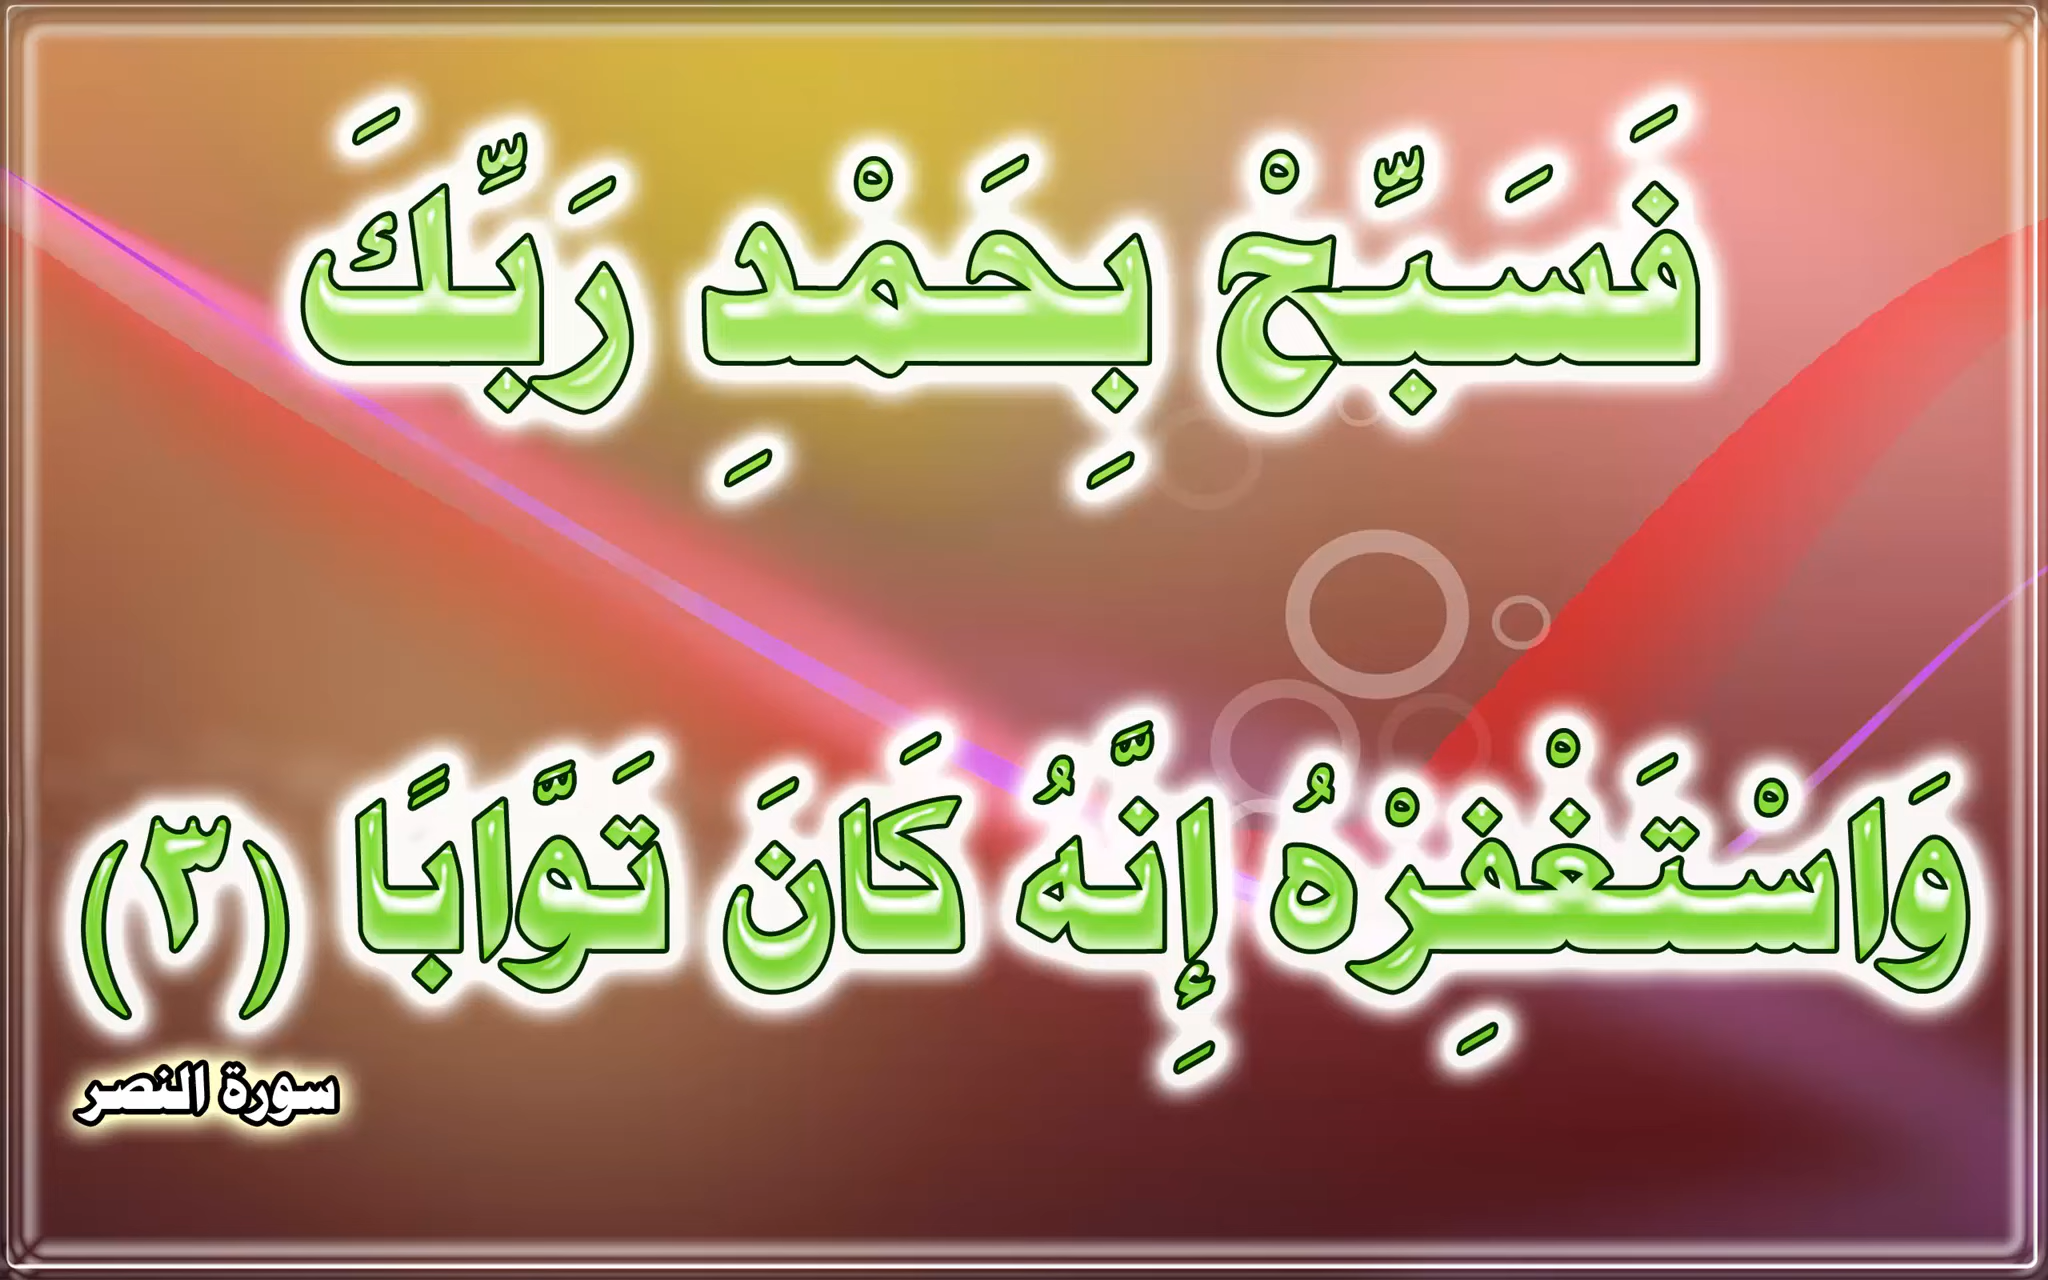 فَسَبِّحْ بِحَمْدِ رَبِّكَ
وَاسْتَغْفِرْهُ إِنَّهُ كَانَ تَوَّابًا (٣)
سورة النصر